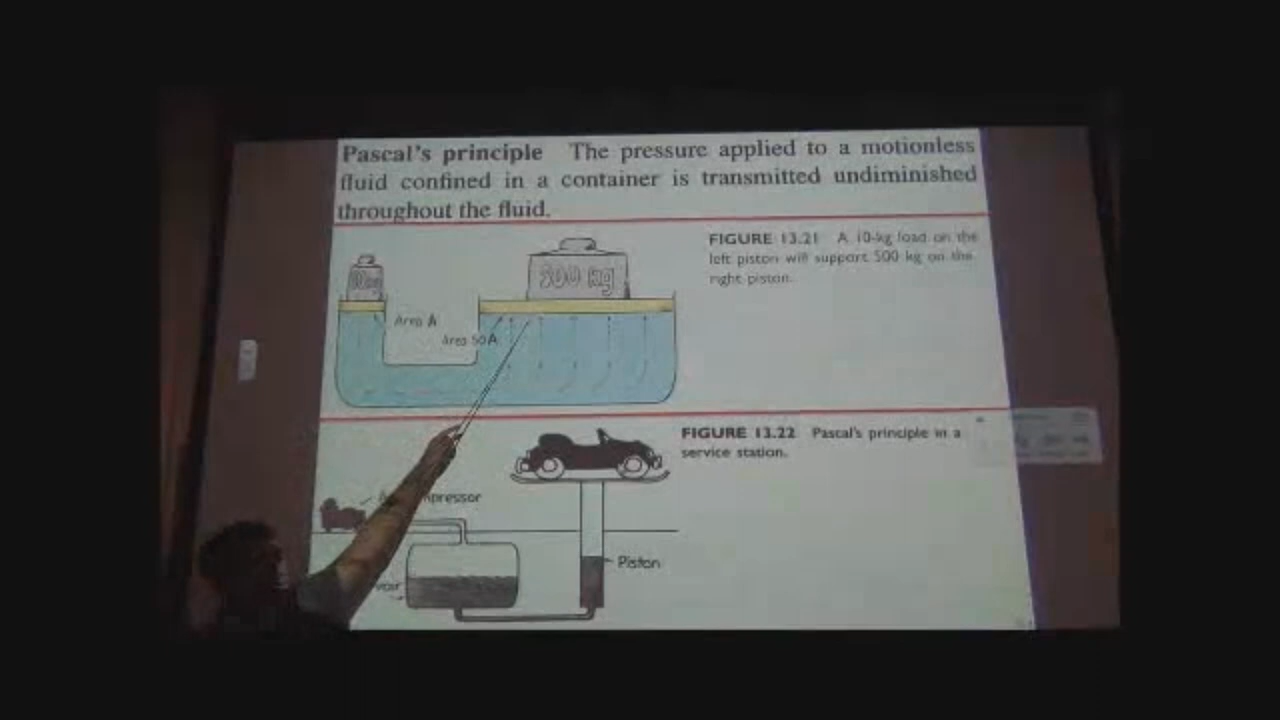 Pascal's principle The pressure applied to a motionless
fluid confined in a container is transmitted undiminished
throughout the fluid.
FIGURE 13.21 A 10-kg load on the
left piston will support 500 kg on the
right piston.
500 kg
Area A
Area 50A
FIGURE 13.22 Pascal's principle in a
service station.
Piston